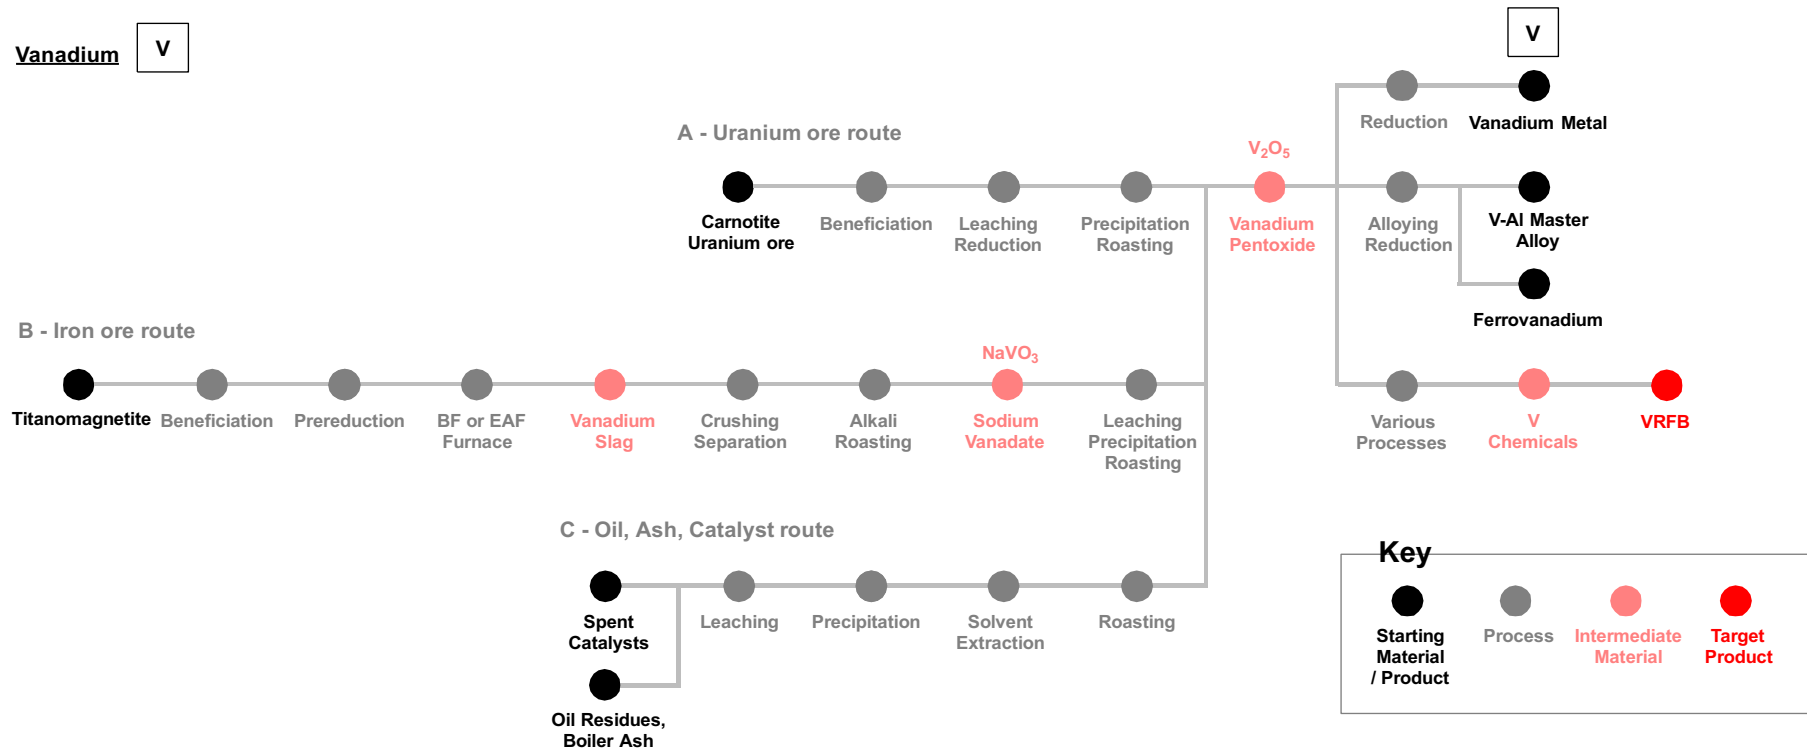 Vanadium
V
V
Reduction
Vanadium Metal
A - Uranium ore route
V₂O₅
Carnotite
Uranium ore
Beneficiation
Leaching
Reduction
Precipitation
Roasting
Vanadium
Pentoxide
Alloying
Reduction
V-Al Master
Alloy
Ferrovanadium
B - Iron ore route
NaVO₃
Titanomagnetite
Beneficiation
Prereduction
BF or EAF
Furnace
Vanadium
Slag
Crushing
Separation
Alkali
Roasting
Sodium
Vanadate
Leaching
Precipitation
Roasting
Various
Processes
V
Chemicals
VRFB
C - Oil, Ash, Catalyst route
Spent
Catalysts
Leaching
Precipitation
Solvent
Extraction
Roasting
Oil Residues,
Boiler Ash
Key
Starting
Material
/ Product
Process
Intermediate
Material
Target
Product